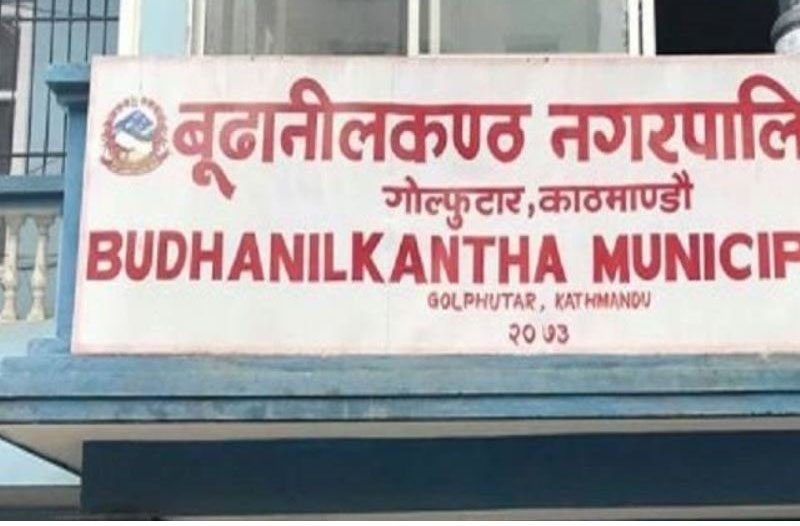 बूढानीलकण्ठ नगरपालि
गोल्फुटार, काठमाण्डौ
BUDHANILKANTHA MUNICIP
GOLPHUTAR, KATHMANDU
२०७३